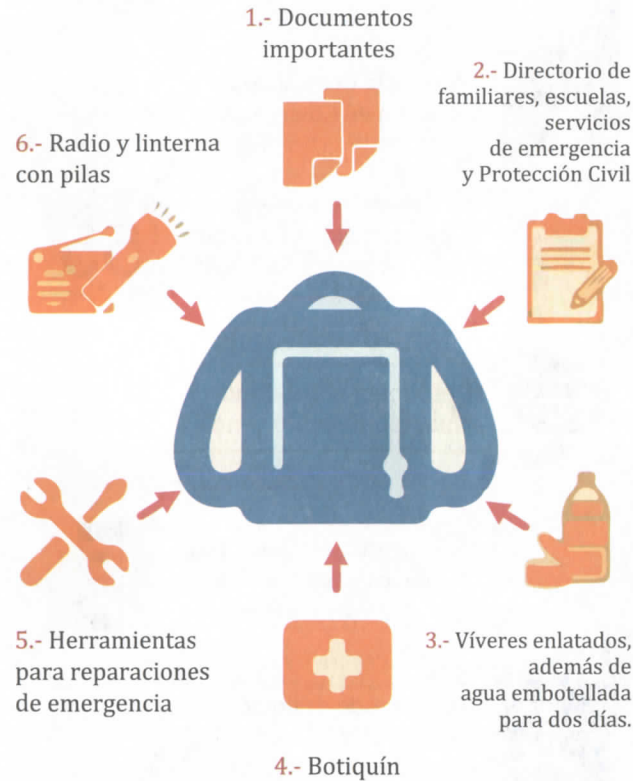 1.- Documentos
importantes
2.- Directorio de
familiares, escuelas,
servicios
de emergencia
y Protección Civil
3.- Víveres enlatados,
además de
agua embotellada
para dos días.
4.- Botiquín
5.- Herramientas
para reparaciones
de emergencia
6.- Radio y linterna
con pilas